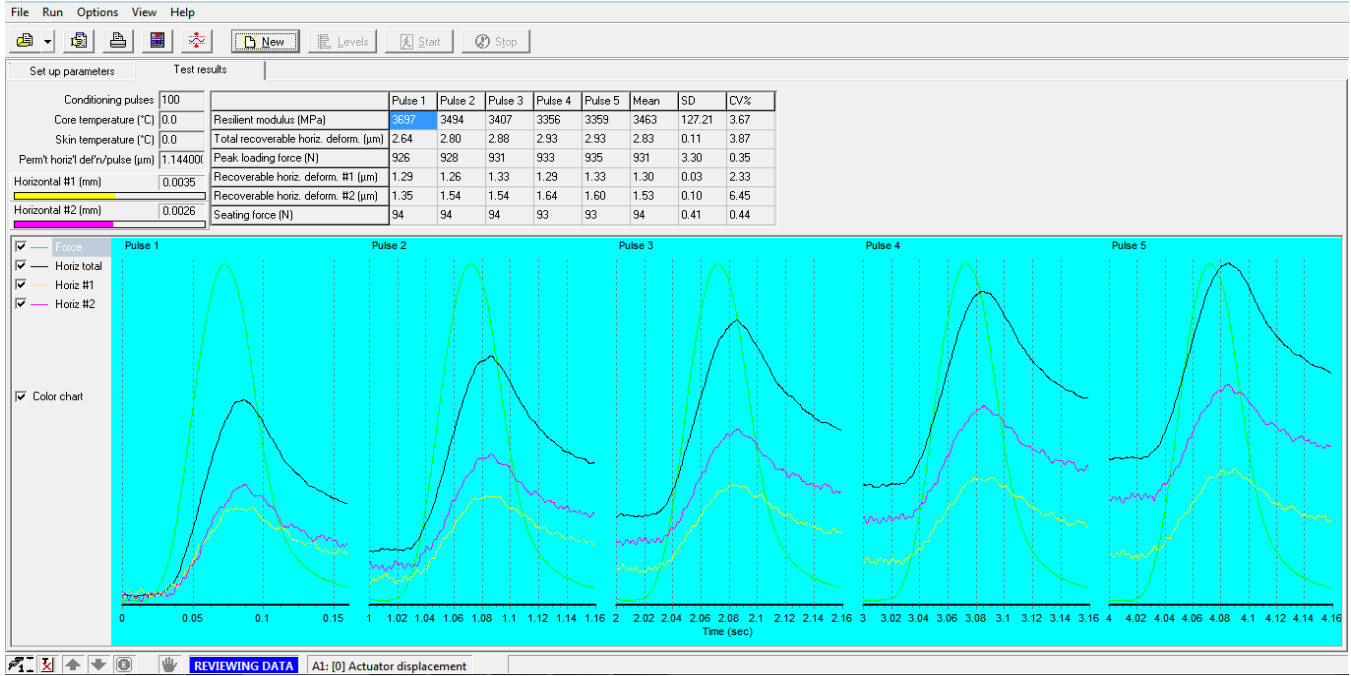 File Run Options View Help
New Levels Start Stop
Set up parameters Test results
Conditioning pulses 100
Core temperature (°C) 0.0
Skin temperature (°C) 0.0
Perm't horiz'l def'n/pulse (µm) 1.14400(
Horizontal #1 (mm) 0.0035
Horizontal #2 (mm) 0.0026
Pulse 1 Pulse 2 Pulse 3 Pulse 4 Pulse 5 Mean SD CV%
Resilient modulus (MPa) 3697 3494 3407 3356 3359 3463 127.21 3.67
Total recoverable horiz. deform. (µm) 2.64 2.80 2.88 2.93 2.93 2.83 0.11 3.87
Peak loading force (N) 926 928 931 933 935 931 3.30 0.35
Recoverable horiz. deform. #1 (µm) 1.29 1.26 1.33 1.29 1.33 1.30 0.03 2.33
Recoverable horiz. deform. #2 (µm) 1.35 1.54 1.54 1.64 1.60 1.53 0.10 6.45
Seating force (N) 94 94 94 93 93 94 0.41 0.44
Force
Horiz total
Horiz #1
Horiz #2
Color chart
Pulse 1 Pulse 2 Pulse 3 Pulse 4 Pulse 5
0 0.05 0.1 0.15 1 1.02 1.04 1.06 1.08 1.1 1.12 1.14 1.16 2 2.02 2.04 2.06 2.08 2.1 2.12 2.14 2.16 3 3.02 3.04 3.06 3.08 3.1 3.12 3.14 3.16 4 4.02 4.04 4.06 4.08 4.1 4.12 4.14 4.16
Time (sec)
REVIEWING DATA A1: [0] Actuator displacement